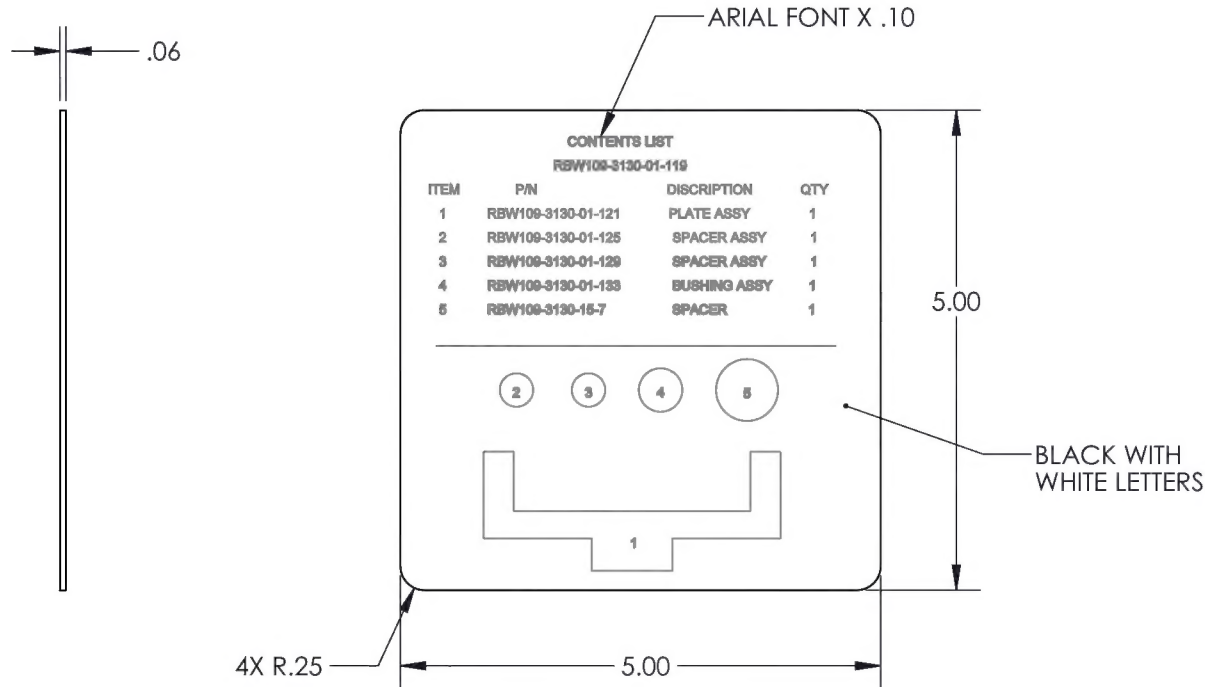 ARIAL FONT X .10
.06
CONTENTS LIST
RBW109-3130-01-119
ITEM P/N DISCRIPTION QTY
1 RBW109-3130-01-121 PLATE ASSY 1
2 RBW109-3130-01-125 SPACER ASSY 1
3 RBW109-3130-01-129 SPACER ASSY 1
4 RBW109-3130-01-133 BUSHING ASSY 1
5 RBW109-3130-15-7 SPACER 1
5.00
2 3 4 5
BLACK WITH
WHITE LETTERS
1
4X R.25
5.00